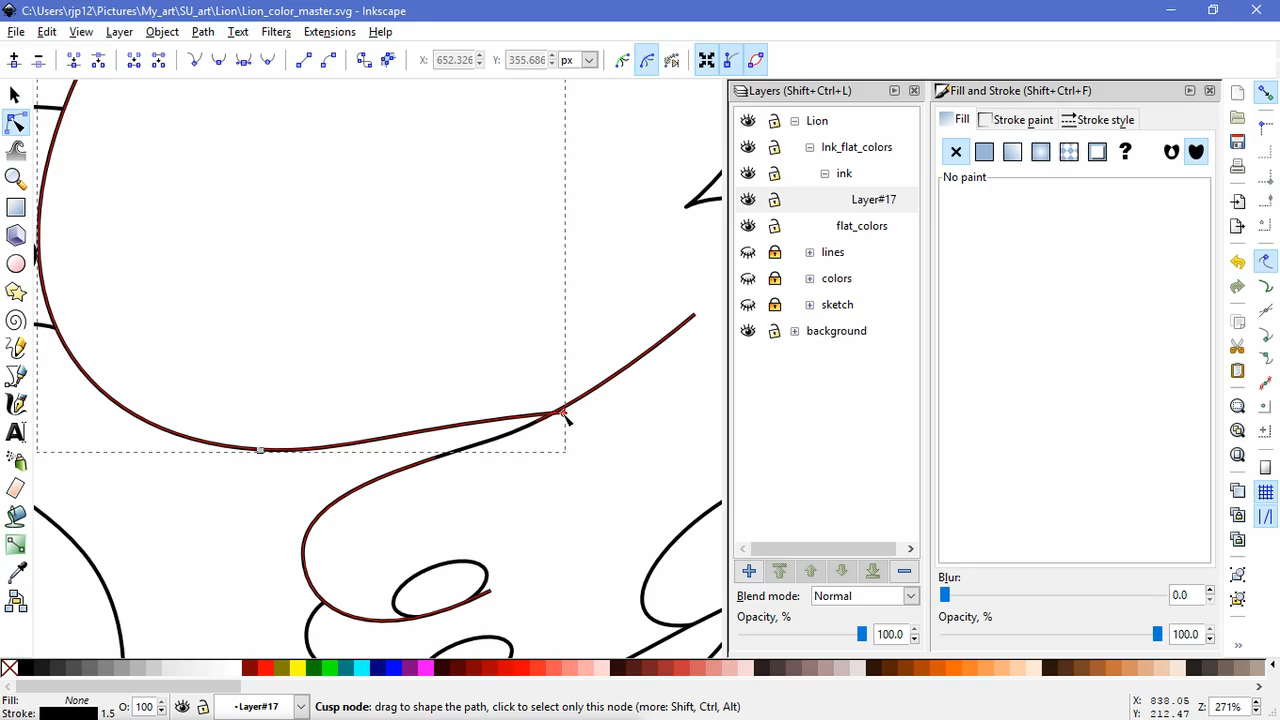 C:\Users\rjp12\Pictures\My_art\SU_art\Lion\Lion_color_master.svg - Inkscape
File Edit View Layer Object Path Text Filters Extensions Help
X: 652.326 Y: 355.686 px
Layers (Shift+Ctrl+L)
Lion
Ink_flat_colors
ink
Layer#17
flat_colors
lines
colors
sketch
background
Blend mode: Normal
Opacity, %
100.0
Fill and Stroke (Shift+Ctrl+F)
Fill Stroke paint Stroke style
?
No paint
Blur:
0.0
Opacity, %
100.0
Fill: None
Stroke: 1.5
O: 100
•Layer#17
Cusp node: drag to shape the path, click to select only this node (more: Shift, Ctrl, Alt)
X: 838.05
Y: 212.47
Z: 271%